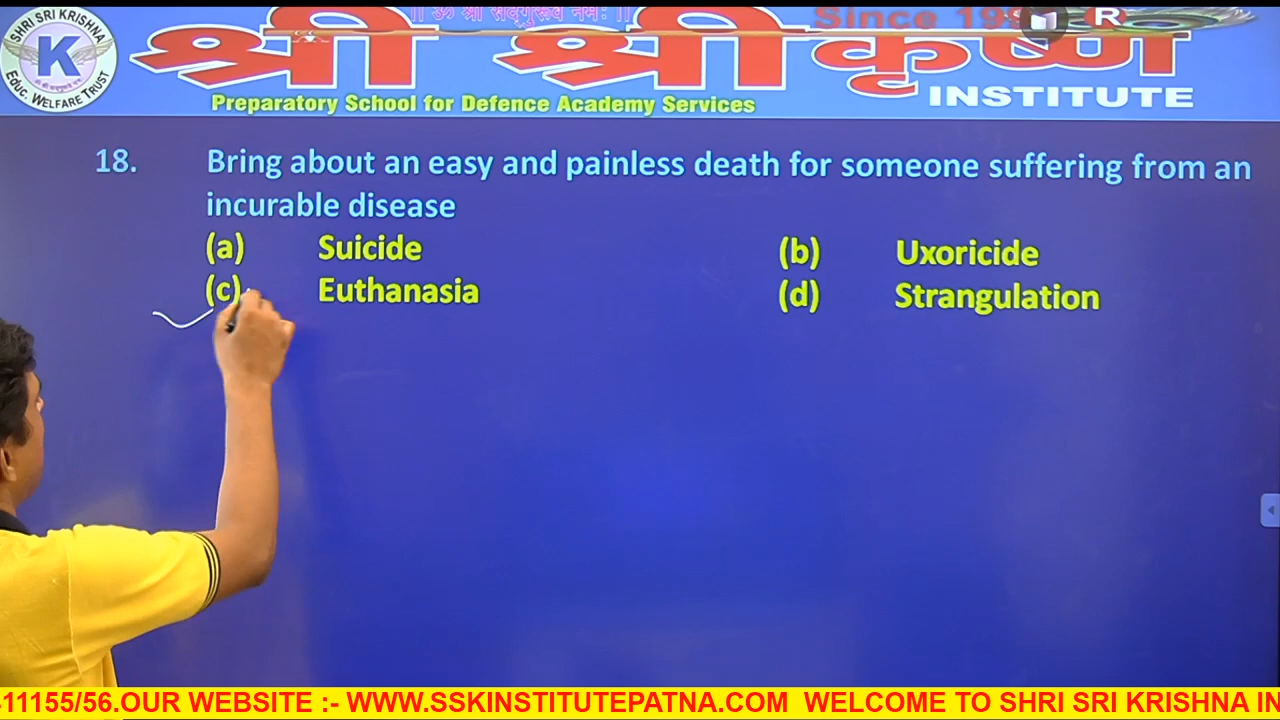 || ॐ श्री सद्गुरुवे नमः ||
Since 199
R
SHRI SRI KRISHNA
K
Educ. WELFARE TRUST
श्री श्री कृष्ण
INSTITUTE
Preparatory School for Defence Academy Services
18. Bring about an easy and painless death for someone suffering from an
incurable disease
(a) Suicide (b) Uxoricide
(c) Euthanasia (d) Strangulation
11155/56.OUR WEBSITE :- WWW.SSKINSTITUTEPATNA.COM WELCOME TO SHRI SRI KRISHNA IN